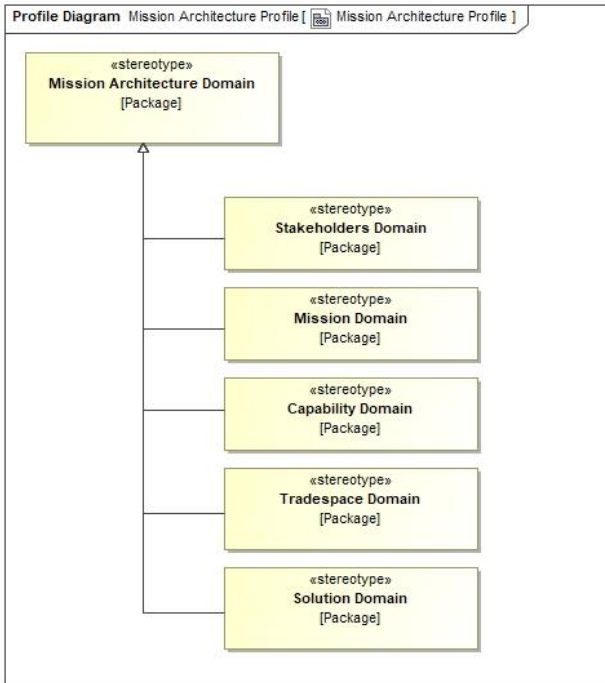 Profile Diagram Mission Architecture Profile [ Mission Architecture Profile ]
«stereotype»
Mission Architecture Domain
[Package]
«stereotype»
Stakeholders Domain
[Package]
«stereotype»
Mission Domain
[Package]
«stereotype»
Capability Domain
[Package]
«stereotype»
Tradespace Domain
[Package]
«stereotype»
Solution Domain
[Package]